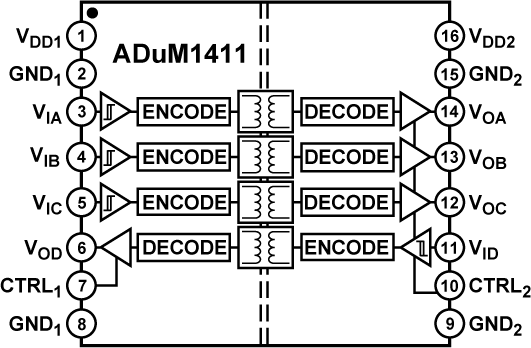 ADuM1411
VDD1 1 16 VDD2
GND1 2 15 GND2
VIA 3 ENCODE DECODE 14 VOA
VIB 4 ENCODE DECODE 13 VOB
VIC 5 ENCODE DECODE 12 VOC
VOD 6 DECODE ENCODE 11 VID
CTRL1 7 10 CTRL2
GND1 8 9 GND2